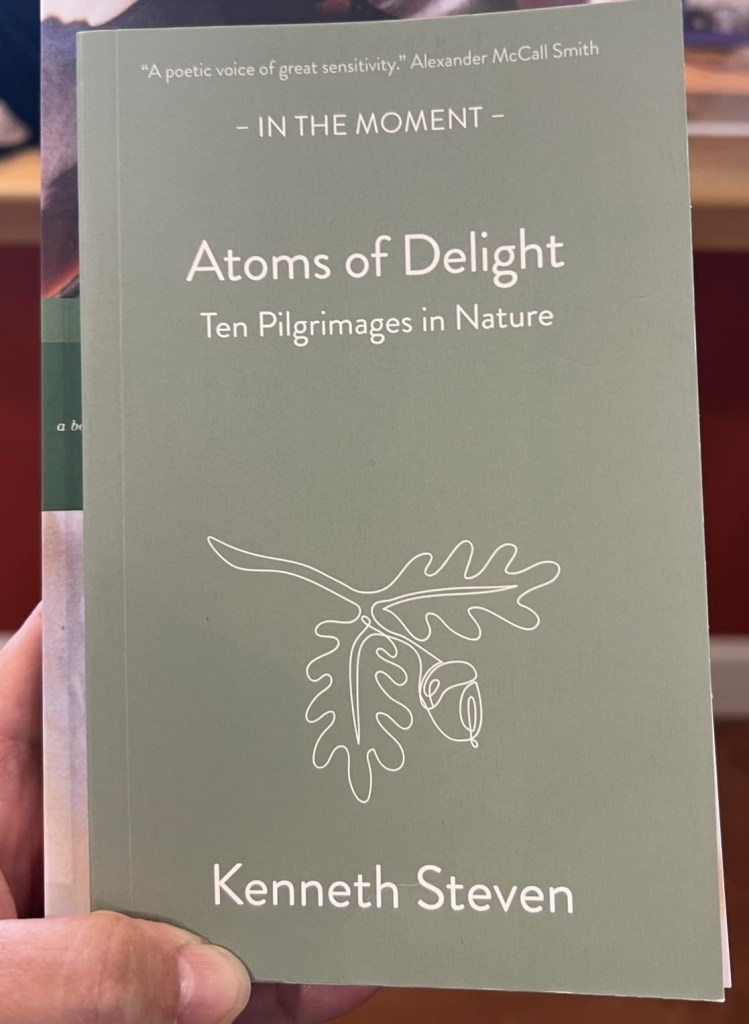 “A poetic voice of great sensitivity.” Alexander McCall Smith
– IN THE MOMENT –
Atoms of Delight
Ten Pilgrimages in Nature
a
Kenneth Steven